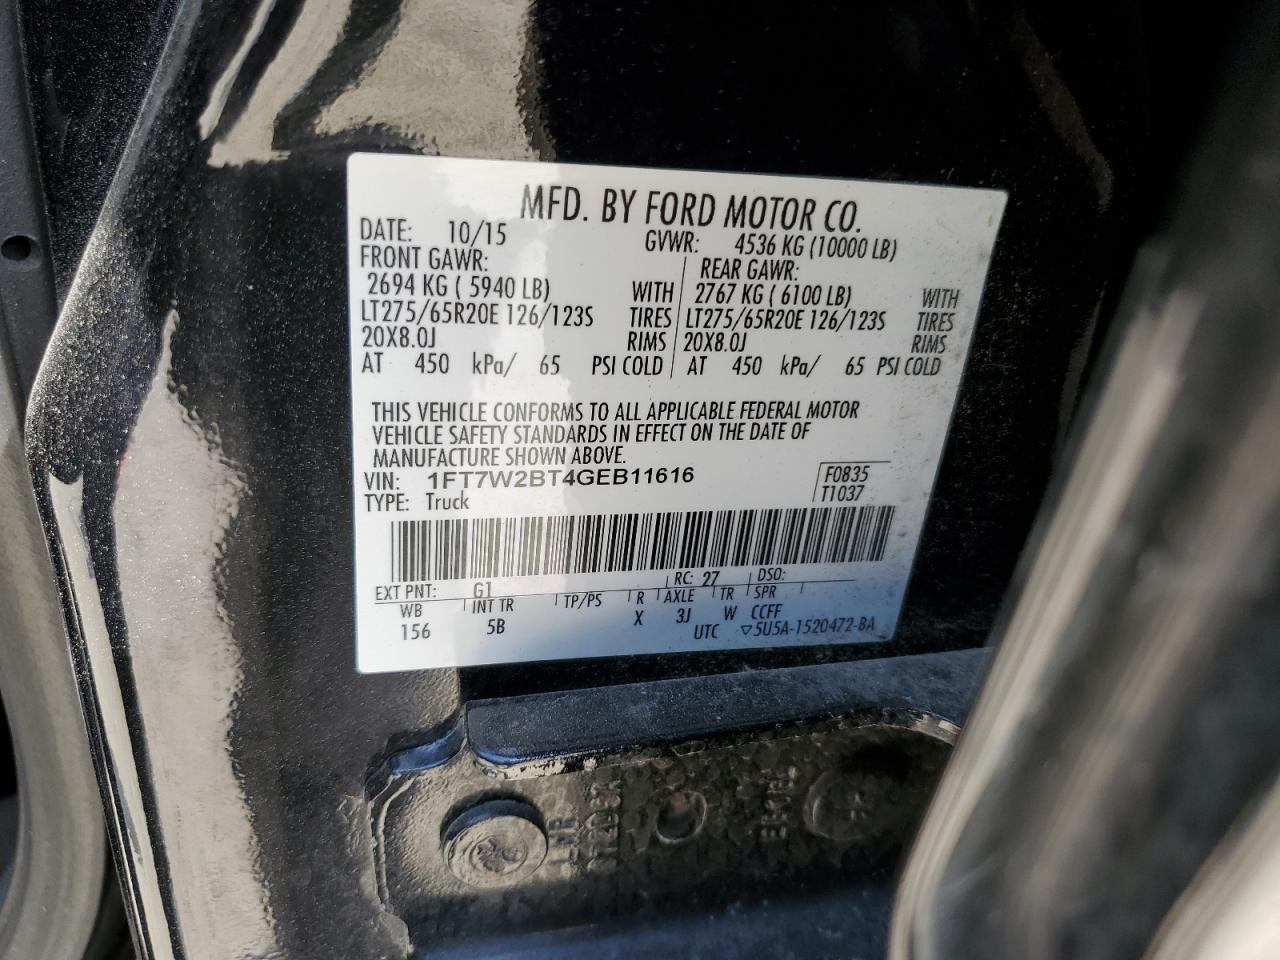 MFD. BY FORD MOTOR CO.
DATE: 10/15 GVWR: 4536 KG (10000 LB)
FRONT GAWR: REAR GAWR:
2694 KG ( 5940 LB) WITH 2767 KG ( 6100 LB) WITH
LT275/65R20E 126/123S TIRES LT275/65R20E 126/123S TIRES
20X8.0J RIMS 20X8.0J RIMS
AT 450 kPa/ 65 PSI COLD AT 450 kPa/ 65 PSI COLD
THIS VEHICLE CONFORMS TO ALL APPLICABLE FEDERAL MOTOR
VEHICLE SAFETY STANDARDS IN EFFECT ON THE DATE OF
MANUFACTURE SHOWN ABOVE.
VIN: 1FT7W2BT4GEB11616 F0835
TYPE: Truck T1037
EXT PNT: G1 RC: 27 DSO:
WB INT TR TP/PS R AXLE TR SPR
156 5B X 3J W CCFF
UTC ▽5U5A-1520472-BA